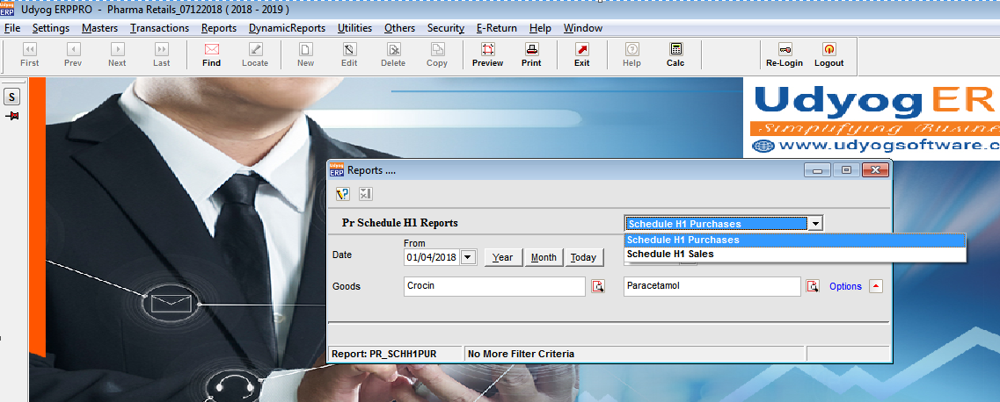 Udyog ERPPRO - Pharma Retails_07122018 ( 2018 - 2019 )
File Settings Masters Transactions Reports DynamicReports Utilities Others Security E-Return Help Window
First Prev Next Last Find Locate New Edit Delete Copy Preview Print Exit Help Calc Re-Login Logout
S
Udyog ER
Simplifying Busine
www.udyogsoftware.c
Udyog ERP
Reports ....
Pr Schedule H1 Reports
Schedule H1 Purchases
Schedule H1 Purchases
Schedule H1 Sales
From
Date 01/04/2018 Year Month Today
Goods Crocin Paracetamol Options
Report: PR_SCHH1PUR No More Filter Criteria